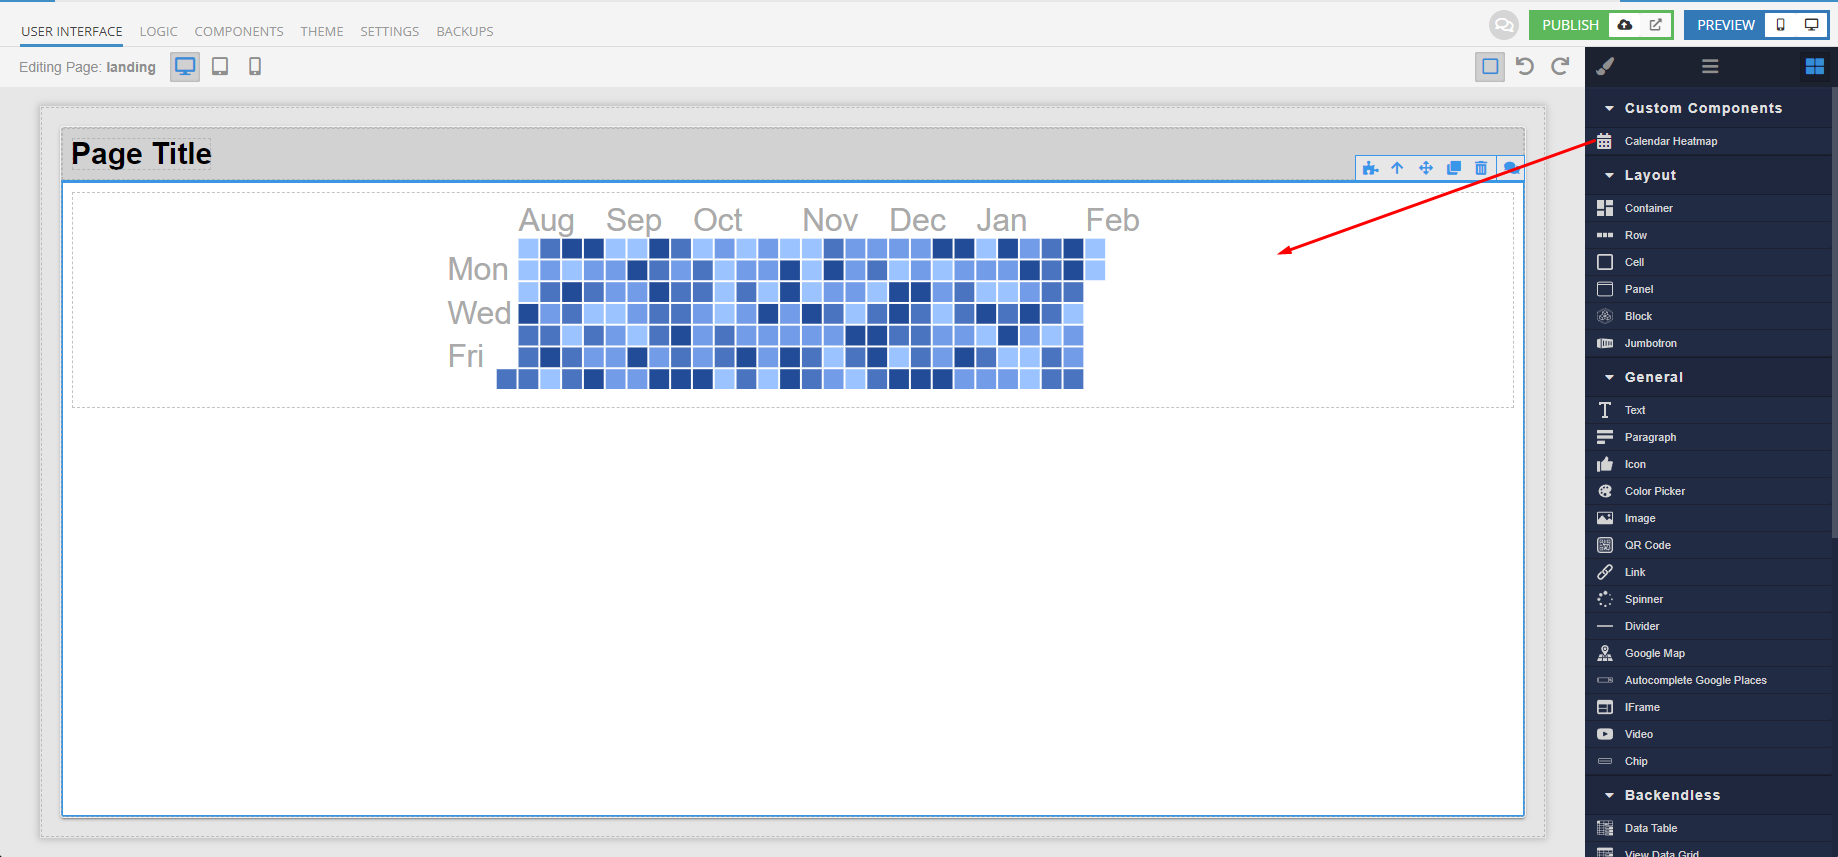 USER INTERFACE LOGIC COMPONENTS THEME SETTINGS BACKUPS PUBLISH PREVIEW
Editing Page: landing
Page Title
Aug Sep Oct Nov Dec Jan Feb
Mon
Wed
Fri
Custom Components
Calendar Heatmap
Layout
Container
Row
Cell
Panel
Block
Jumbotron
General
Text
Paragraph
Icon
Color Picker
Image
QR Code
Link
Spinner
Divider
Google Map
Autocomplete Google Places
IFrame
Video
Chip
Backendless
Data Table
View Data Grid